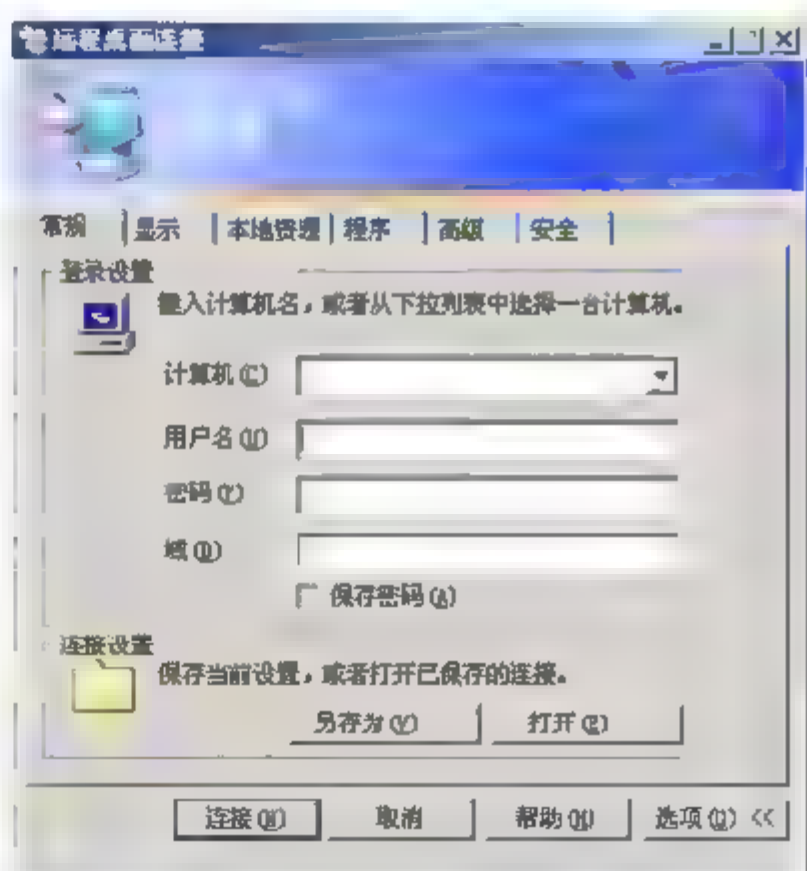 远程桌面连接
常规 显示 本地资源 程序 高级 安全
登录设置
键入计算机名，或者从下拉列表中选择一台计算机。
计算机(C)
用户名(U)
密码(P)
域(D)
保存密码(A)
连接设置
保存当前设置，或者打开已保存的连接。
另存为(V) 打开(E)
连接(N) 取消 帮助(H) 选项(O) <<